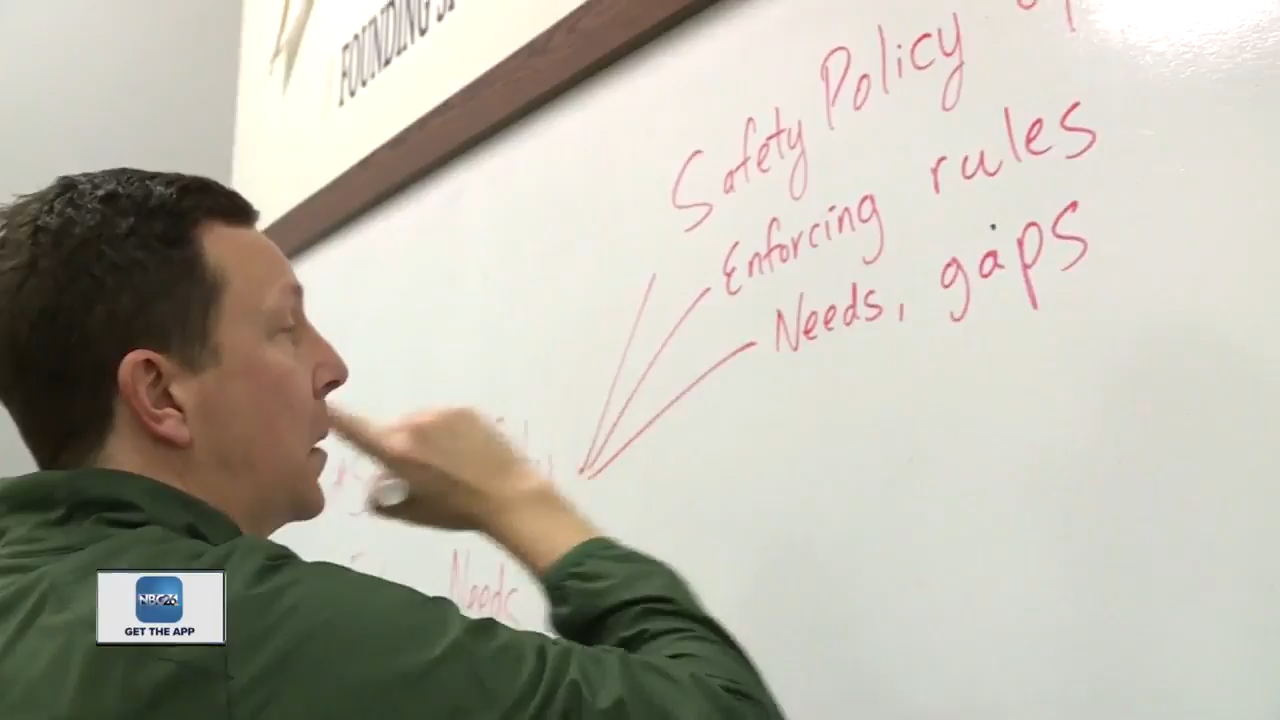 FOUNDING
Safety Policy
Enforcing rules
Needs, gaps
Needs
NBC26
GET THE APP